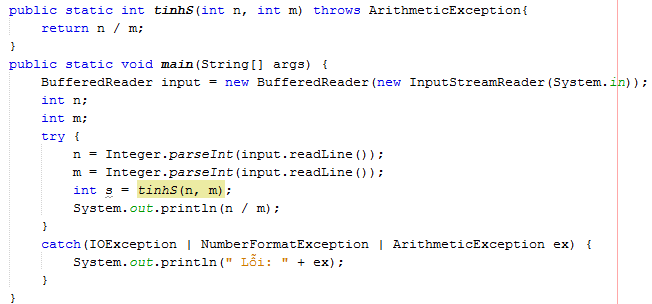 public static int tinhS(int n, int m) throws ArithmeticException{
    return n / m;
}
public static void main(String[] args) {
    BufferedReader input = new BufferedReader(new InputStreamReader(System.in));
    int n;
    int m;
    try {
        n = Integer.parseInt(input.readLine());
        m = Integer.parseInt(input.readLine());
        int s = tinhS(n, m);
        System.out.println(n / m);
    }
    catch(IOException | NumberFormatException | ArithmeticException ex) {
        System.out.println(" Lỗi: " + ex);
    }
}